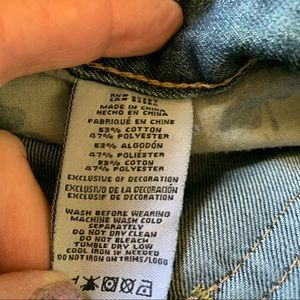 MADE IN CHINA
HECHO EN CHINA
FABRIQUÉ EN CHINE
53% COTTON
47% POLYESTER
53% ALGODÓN
47% POLIÉSTER
53% COTON
47% POLYESTER
EXCLUSIVE OF DECORATION
EXCLUSIVO DE LA DECORACIÓN
EXCLUSIF DE DÉCORATION
WASH BEFORE WEARING
MACHINE WASH COLD
SEPARATELY
DO NOT DRY CLEAN
DO NOT BLEACH
TUMBLE DRY LOW
COOL IRON IF NEEDED
DO NOT IRON ON TRIMS/LOGO